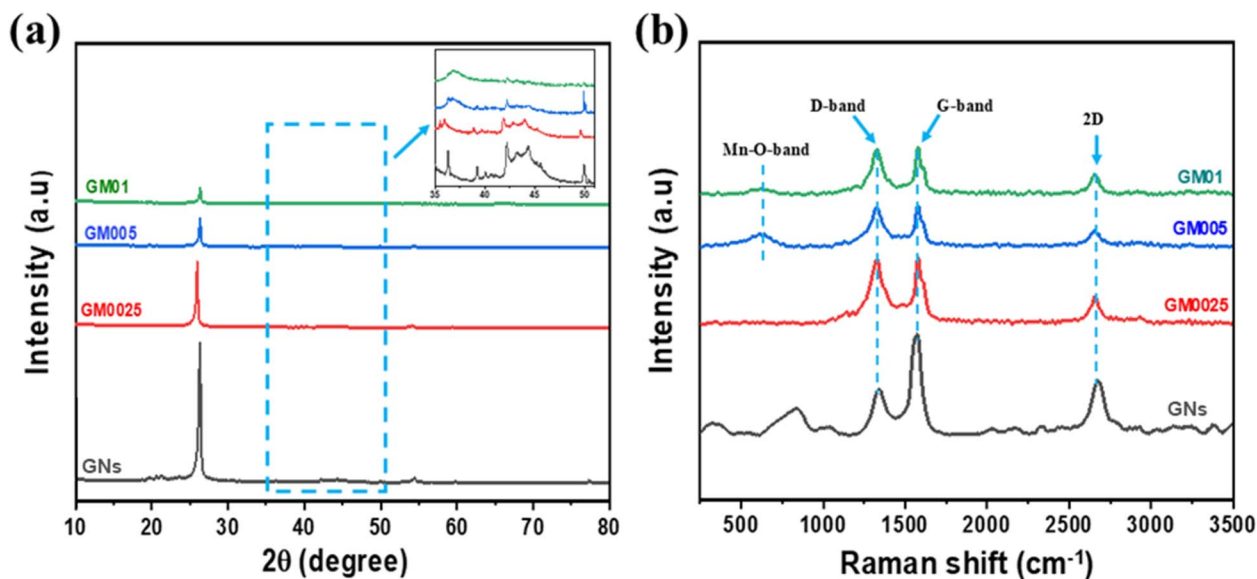 (a)
Intensity (a.u)
GM01
GM005
GM0025
GNs
35 40 45 50
10 20 30 40 50 60 70 80
2θ (degree)
(b)
Intensity (a.u)
D-band
G-band
2D
Mn-O-band
GM01
GM005
GM0025
GNs
500 1000 1500 2000 2500 3000 3500
Raman shift (cm⁻¹)